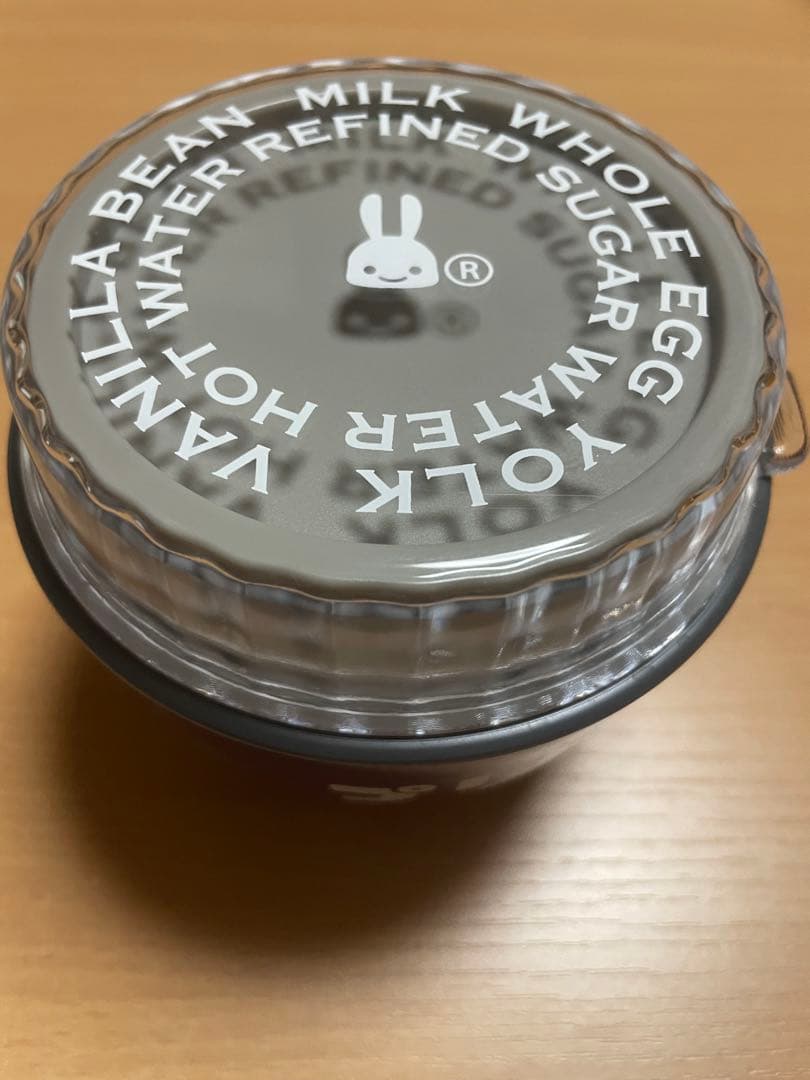 VANILLA BEAN MILK WHOLE EGG YOLK
HOT WATER REFINED SUGAR WATER
®